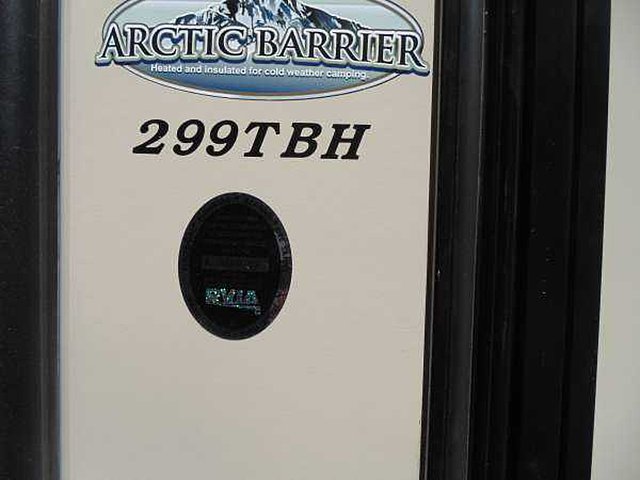 ARCTIC BARRIER
Heated and insulated for cold weather camping.
299TBH
RVIA